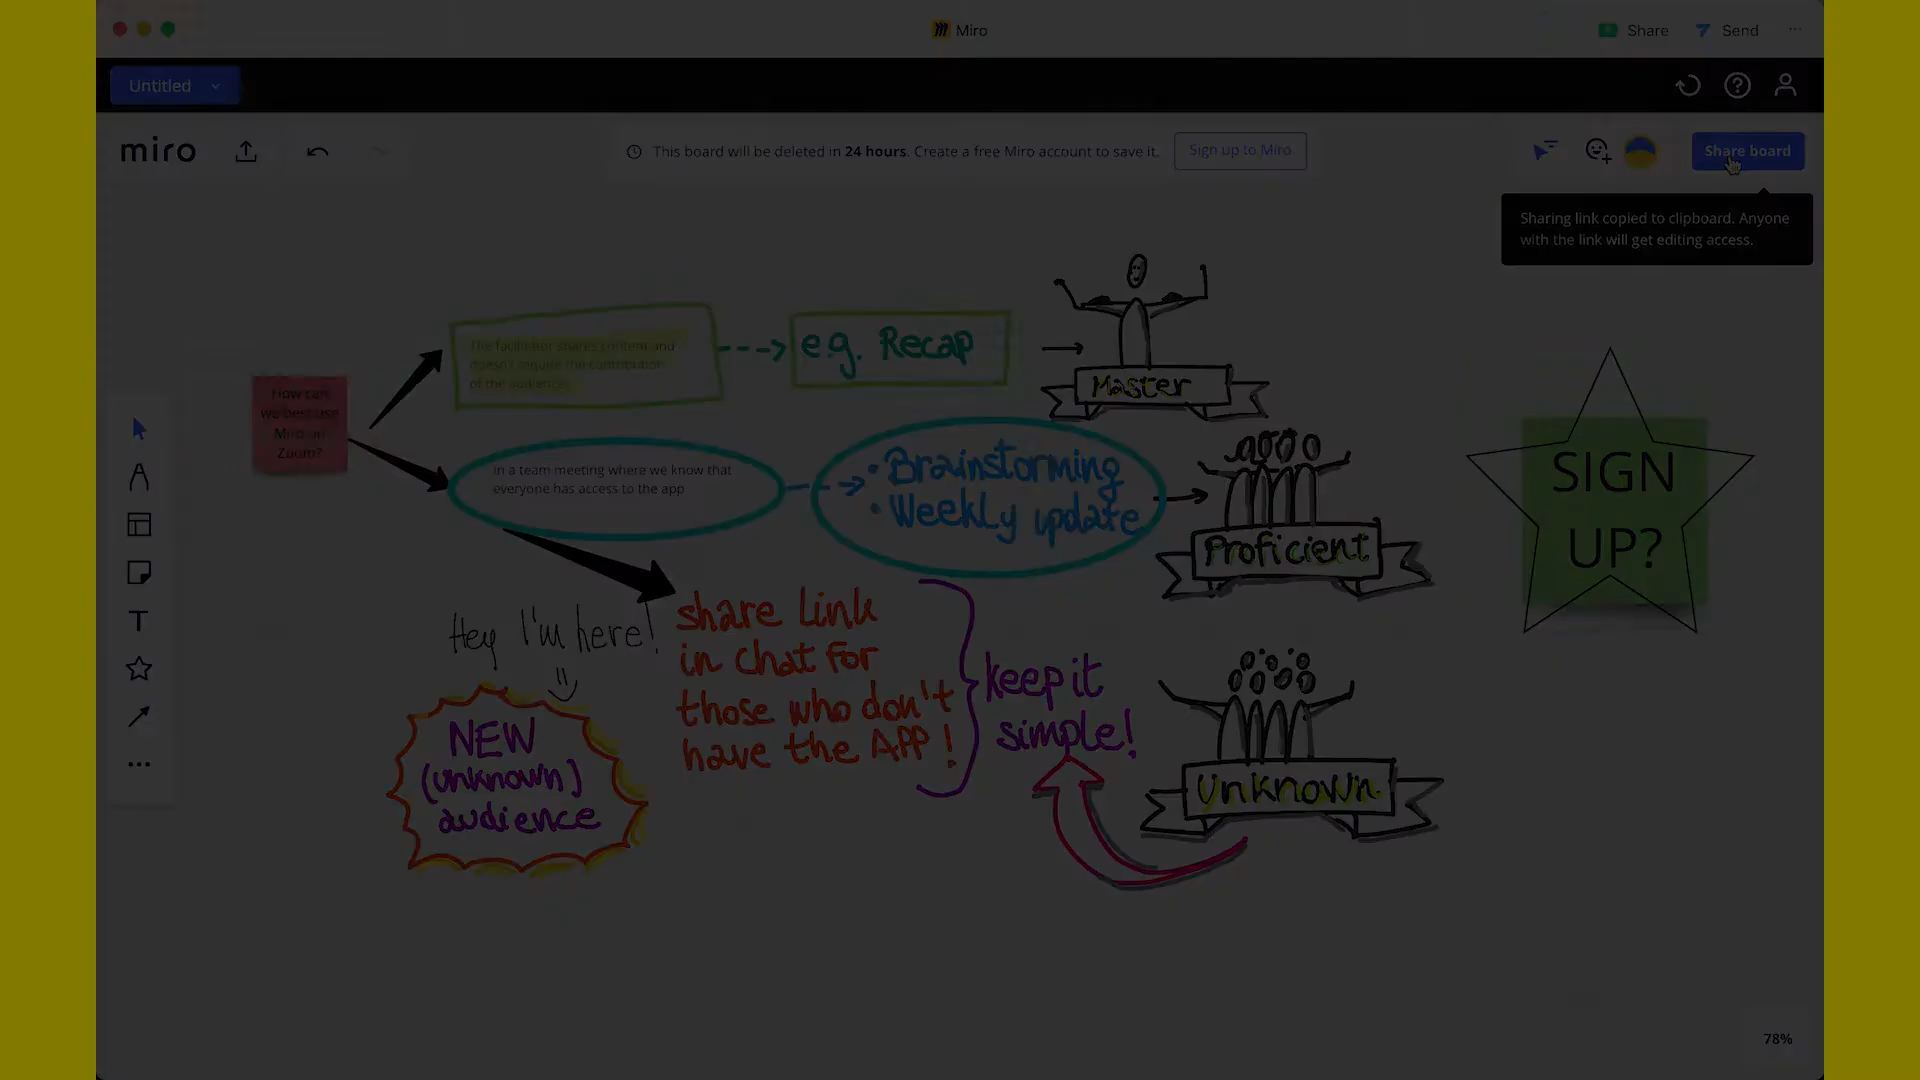 Miro
Share
Send
Untitled
miro
This board will be deleted in 24 hours. Create a free Miro account to save it.
Sign up to Miro
Share board
Sharing link copied to clipboard. Anyone
with the link will get editing access.
The facilitator shares content and
doesn't require the contribution
of the audience
e.g. Recap
Master
How can
we best use
Miro on
Zoom?
In a team meeting where we know that
everyone has access to the app
• Brainstorming
• Weekly update
Proficient
SIGN
UP?
Hey I'm here!
share link
in chat for
those who don't
have the APP!
keep it
simple!
NEW
(unknown)
audience
Unknown
78%